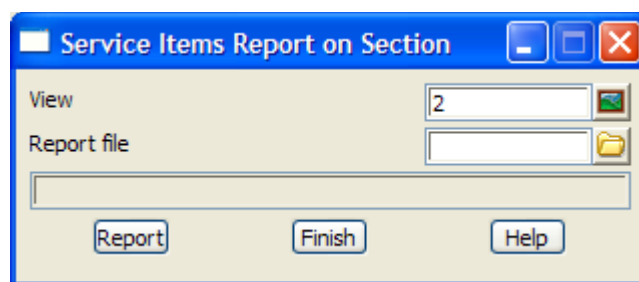 Service Items Report on Section
View 2
Report file
Report Finish Help